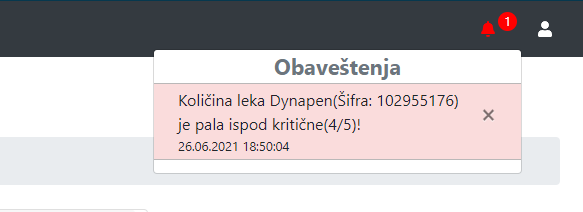 1
Obaveštenja
Količina leka Dynapen(Šifra: 102955176)
je pala ispod kritične(4/5)!
26.06.2021 18:50:04